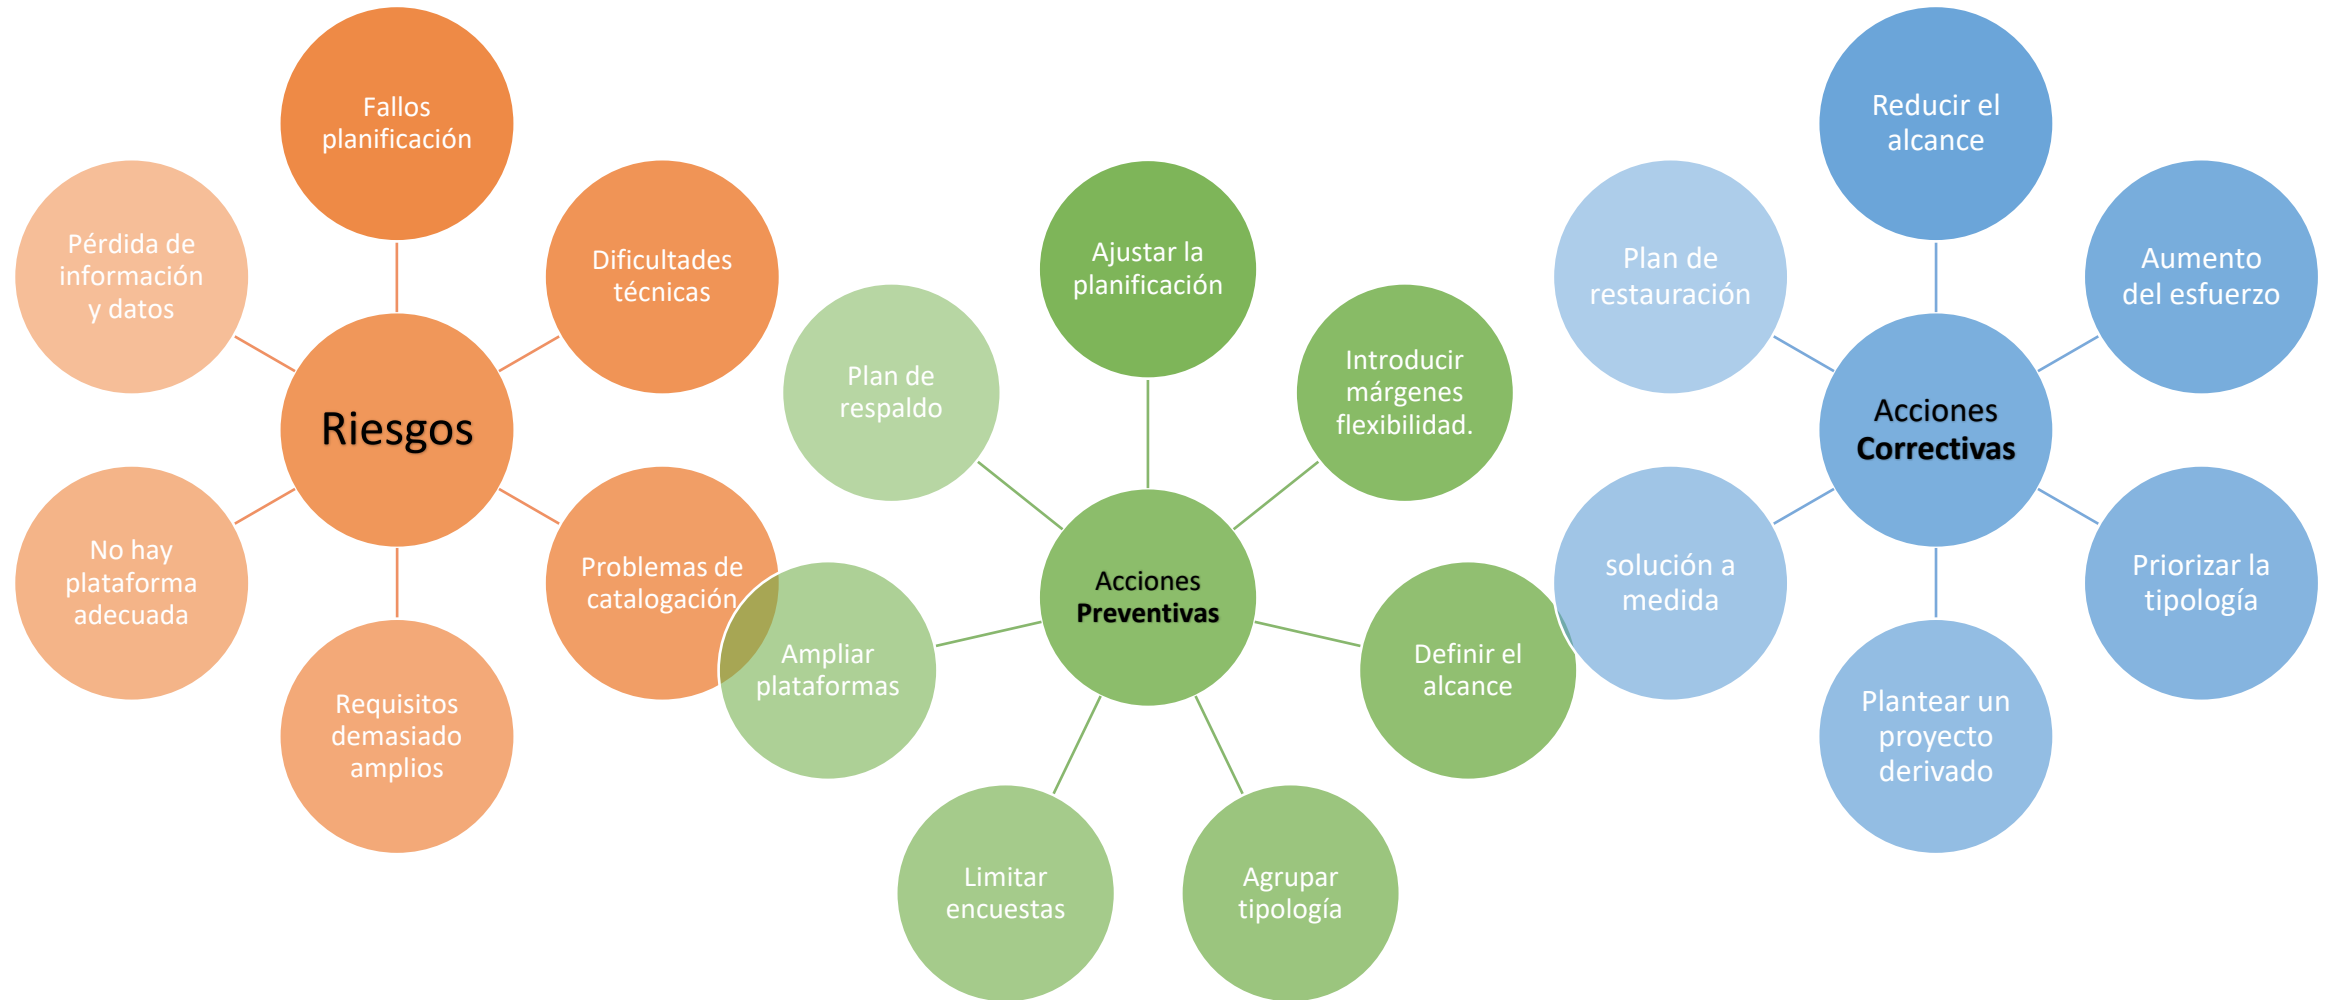 Riesgos
Fallos
planificación
Dificultades
técnicas
Problemas de
catalogación
Requisitos
demasiado
amplios
No hay
plataforma
adecuada
Pérdida de
información
y datos
Acciones
Preventivas
Ajustar la
planificación
Introducir
márgenes
flexibilidad.
Definir el
alcance
Agrupar
tipología
Limitar
encuestas
Ampliar
plataformas
Plan de
respaldo
Acciones
Correctivas
Reducir el
alcance
Aumento
del esfuerzo
Priorizar la
tipología
Plantear un
proyecto
derivado
solución a
medida
Plan de
restauración